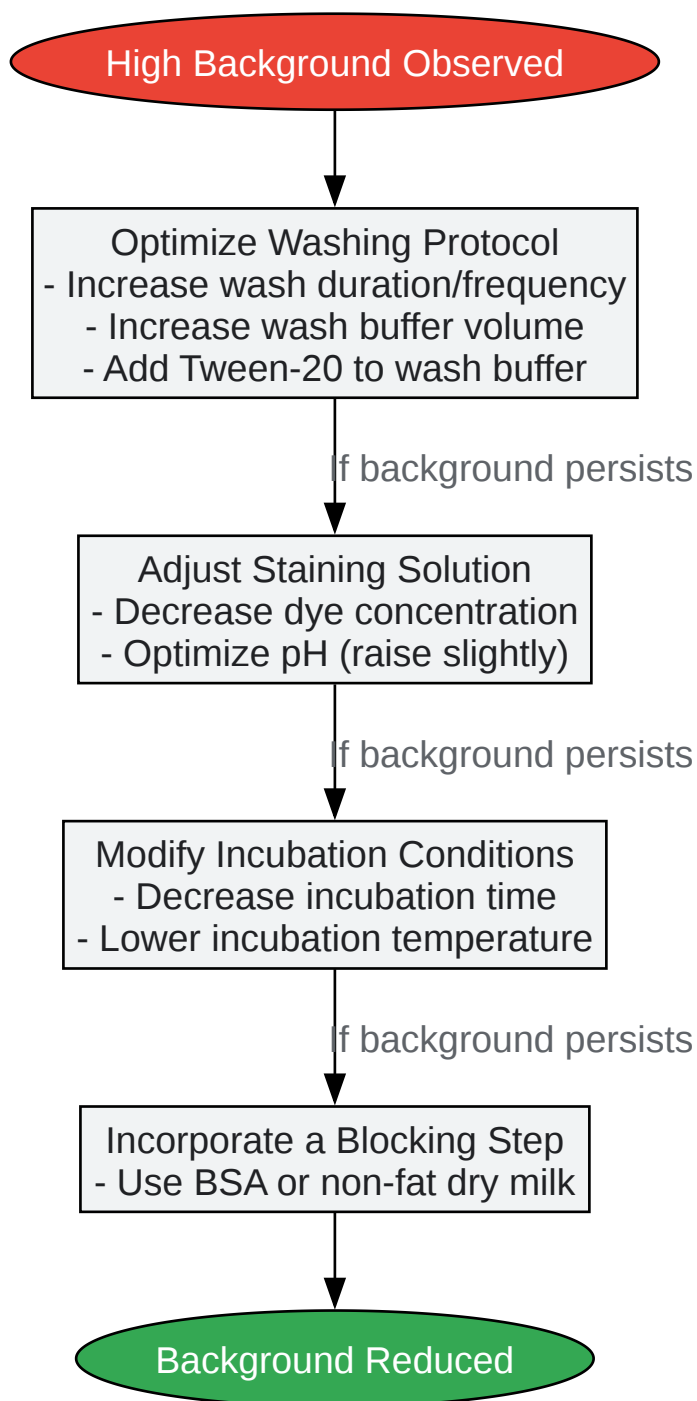 High Background Observed
Optimize Washing Protocol
- Increase wash duration/frequency
- Increase wash buffer volume
- Add Tween-20 to wash buffer
If background persists
Adjust Staining Solution
- Decrease dye concentration
- Optimize pH (raise slightly)
If background persists
Modify Incubation Conditions
- Decrease incubation time
- Lower incubation temperature
If background persists
Incorporate a Blocking Step
- Use BSA or non-fat dry milk
Background Reduced